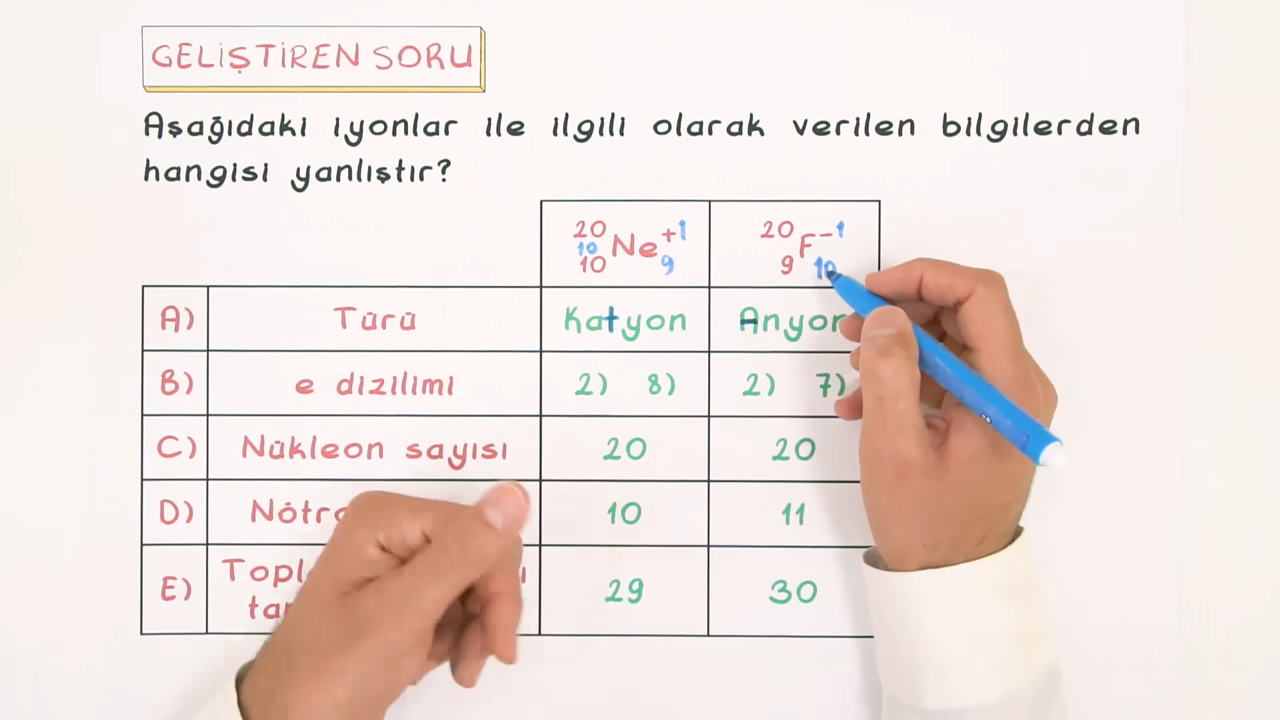 GELİŞTİREN SORU
Aşağıdaki iyonlar ile ilgili olarak verilen bilgilerden
hangisi yanlıştır?
20 10 10 Ne +1 9 20 9 F -1 10
A) Türü Katyon Anyon
B) e dizilimi 2) 8) 2) 7)
C) Nükleon sayısı 20 20
D) 10 11
E) 29 30